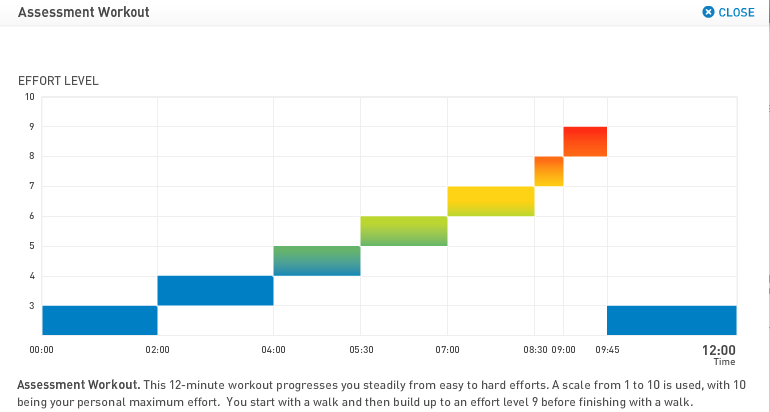 Assessment Workout
CLOSE
EFFORT LEVEL
10
9
8
7
6
5
4
3
00:00 02:00 04:00 05:30 07:00 08:30 09:00 09:45 12:00
Time
Assessment Workout. This 12-minute workout progresses you steadily from easy to hard efforts. A scale from 1 to 10 is used, with 10
being your personal maximum effort. You start with a walk and then build up to an effort level 9 before finishing with a walk.